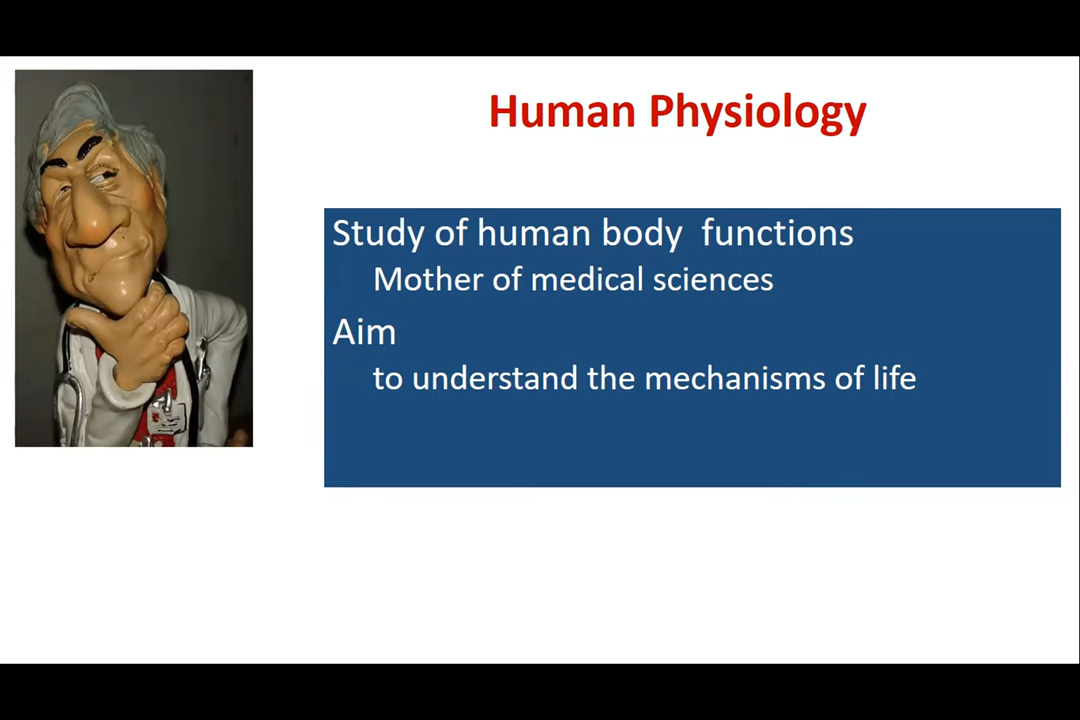 Human Physiology
Study of human body  functions
Mother of medical sciences
Aim
to understand the mechanisms of life